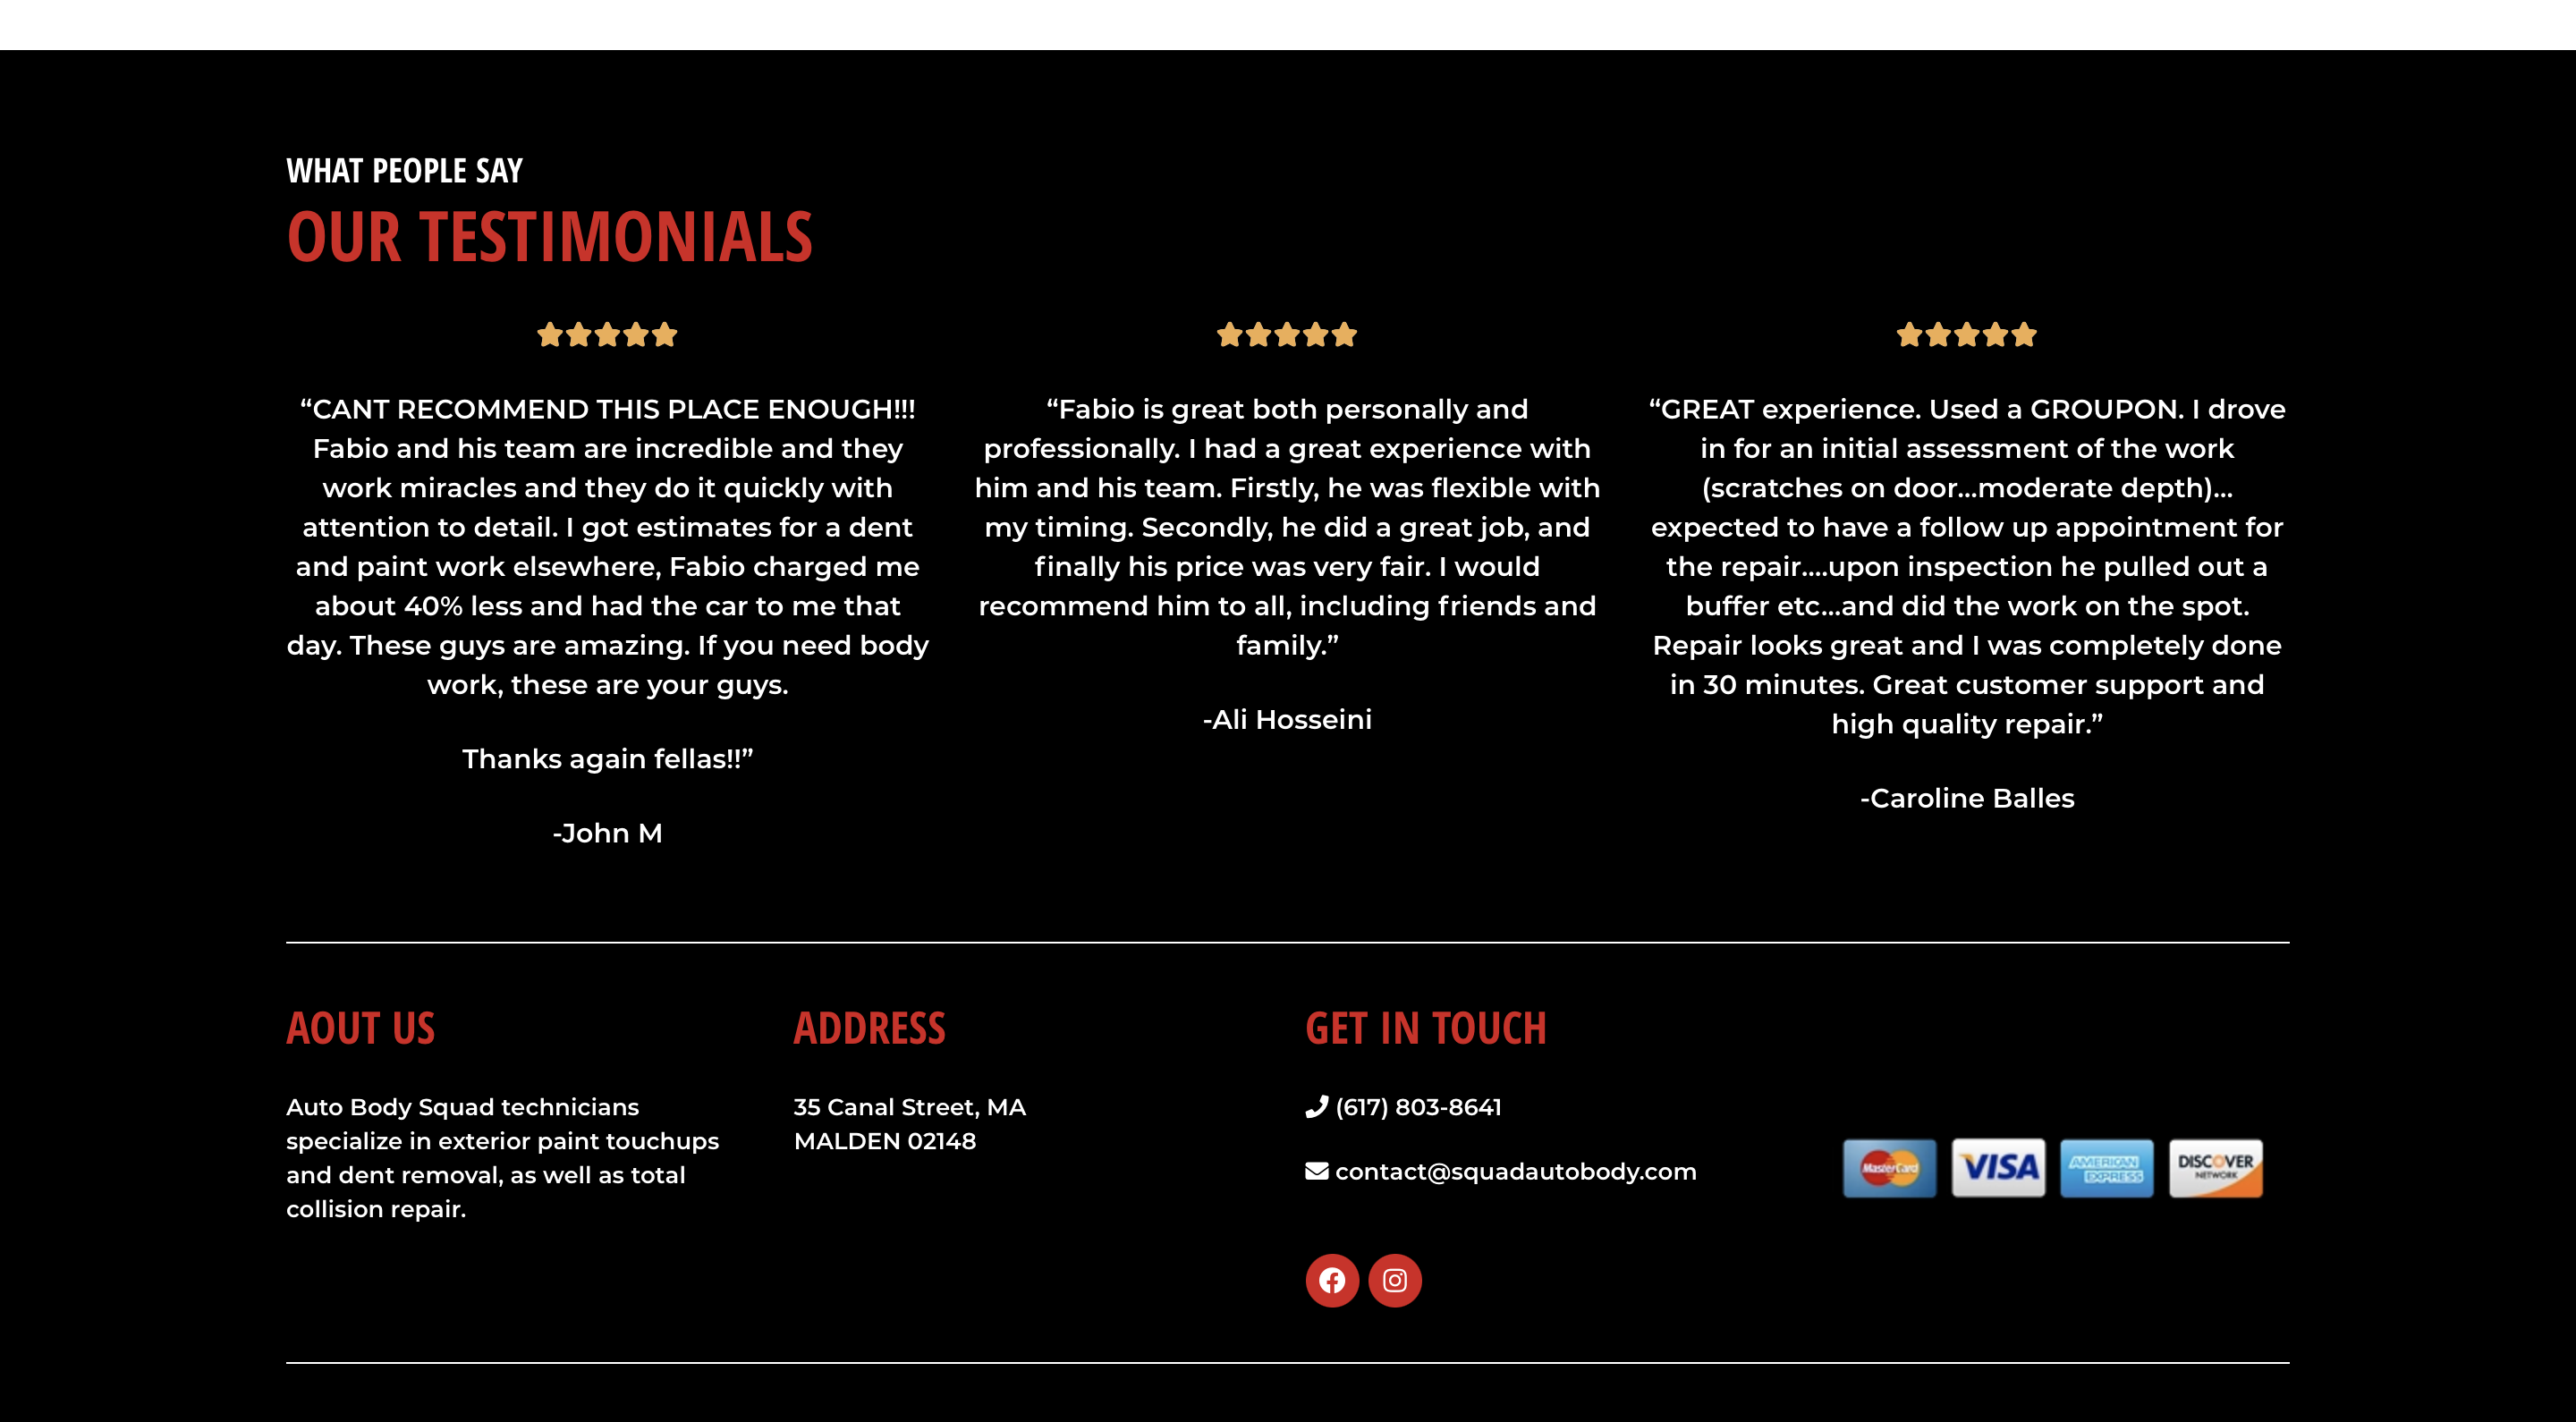 WHAT PEOPLE SAY
OUR TESTIMONIALS
“CANT RECOMMEND THIS PLACE ENOUGH!!!
Fabio and his team are incredible and they
work miracles and they do it quickly with
attention to detail. I got estimates for a dent
and paint work elsewhere, Fabio charged me
about 40% less and had the car to me that
day. These guys are amazing. If you need body
work, these are your guys.
Thanks again fellas!!”
-John M
“Fabio is great both personally and
professionally. I had a great experience with
him and his team. Firstly, he was flexible with
my timing. Secondly, he did a great job, and
finally his price was very fair. I would
recommend him to all, including friends and
family.”
-Ali Hosseini
“GREAT experience. Used a GROUPON. I drove
in for an initial assessment of the work
(scratches on door...moderate depth)...
expected to have a follow up appointment for
the repair....upon inspection he pulled out a
buffer etc...and did the work on the spot.
Repair looks great and I was completely done
in 30 minutes. Great customer support and
high quality repair.”
-Caroline Balles
AOUT US
Auto Body Squad technicians
specialize in exterior paint touchups
and dent removal, as well as total
collision repair.
ADDRESS
35 Canal Street, MA
MALDEN 02148
GET IN TOUCH
(617) 803-8641
contact@squadautobody.com
MasterCard
VISA
AMERICAN
EXPRESS
DISCOVER
NETWORK